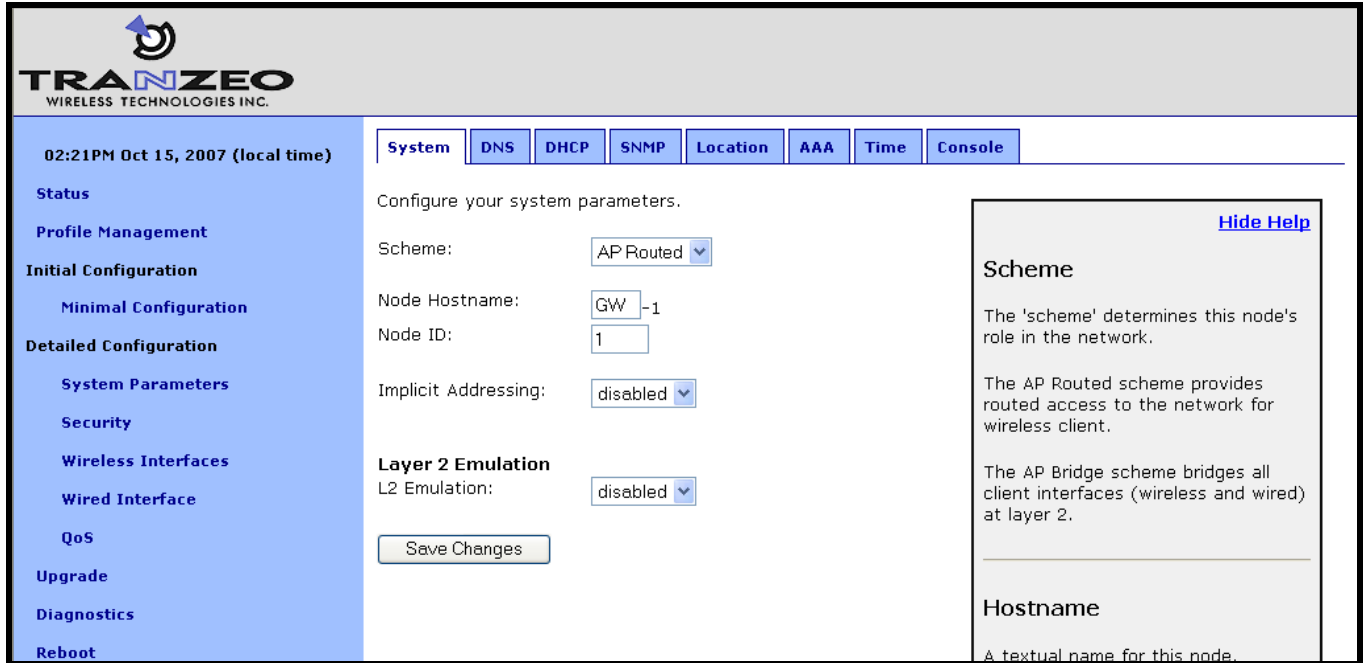 TRANZEO
WIRELESS TECHNOLOGIES INC.
02:21PM Oct 15, 2007 (local time)
Status
Profile Management
Initial Configuration
Minimal Configuration
Detailed Configuration
System Parameters
Security
Wireless Interfaces
Wired Interface
QoS
Upgrade
Diagnostics
Reboot
System DNS DHCP SNMP Location AAA Time Console
Configure your system parameters.
Scheme: AP Routed
Node Hostname: GW -1
Node ID: 1
Implicit Addressing: disabled
Layer 2 Emulation
L2 Emulation: disabled
Save Changes
Hide Help
Scheme
The 'scheme' determines this node's
role in the network.
The AP Routed scheme provides
routed access to the network for
wireless client.
The AP Bridge scheme bridges all
client interfaces (wireless and wired)
at layer 2.
Hostname
A textual name for this node.